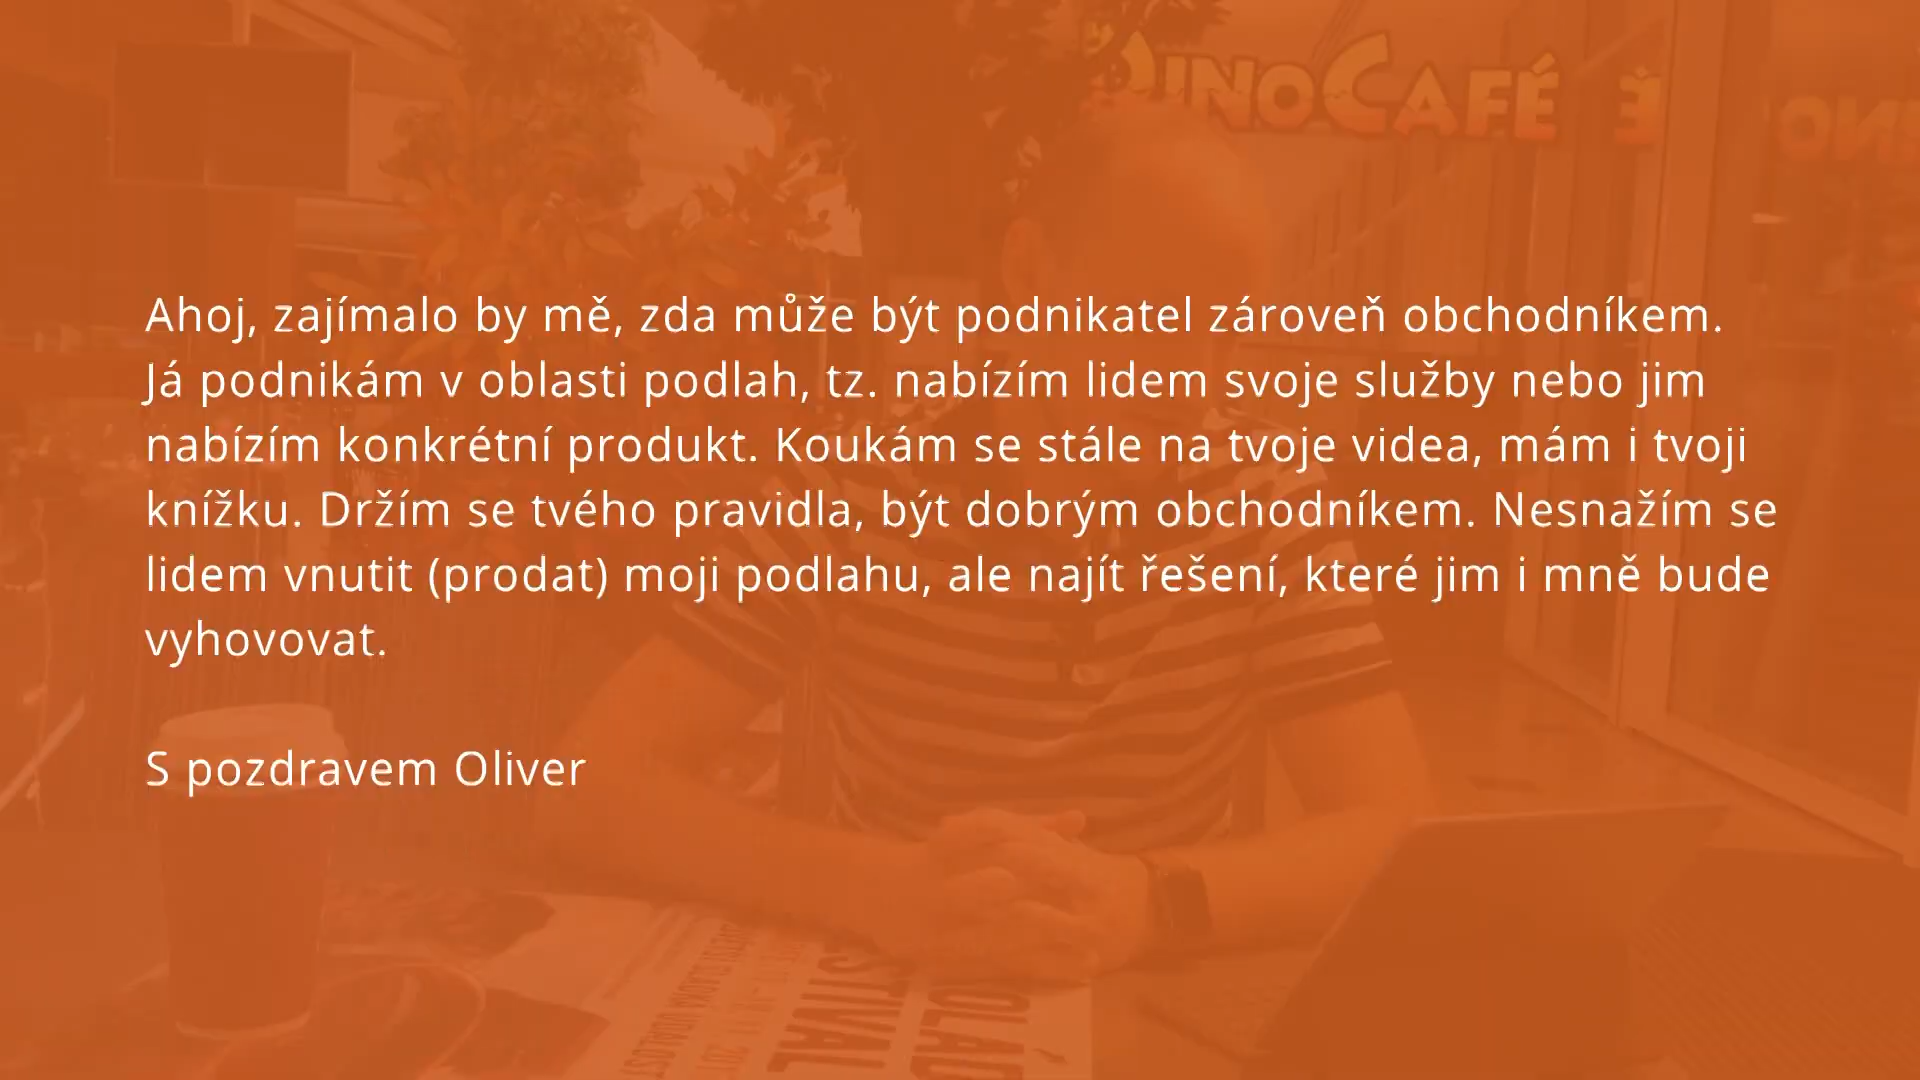 INOCAFÉ
Ahoj, zajímalo by mě, zda může být podnikatel zároveň obchodníkem.
Já podnikám v oblasti podlah, tz. nabízím lidem svoje služby nebo jim
nabízím konkrétní produkt. Koukám se stále na tvoje videa, mám i tvoji
knížku. Držím se tvého pravidla, být dobrým obchodníkem. Nesnažím se
lidem vnutit (prodat) moji podlahu, ale najít řešení, které jim i mně bude
vyhovovat.
S pozdravem Oliver